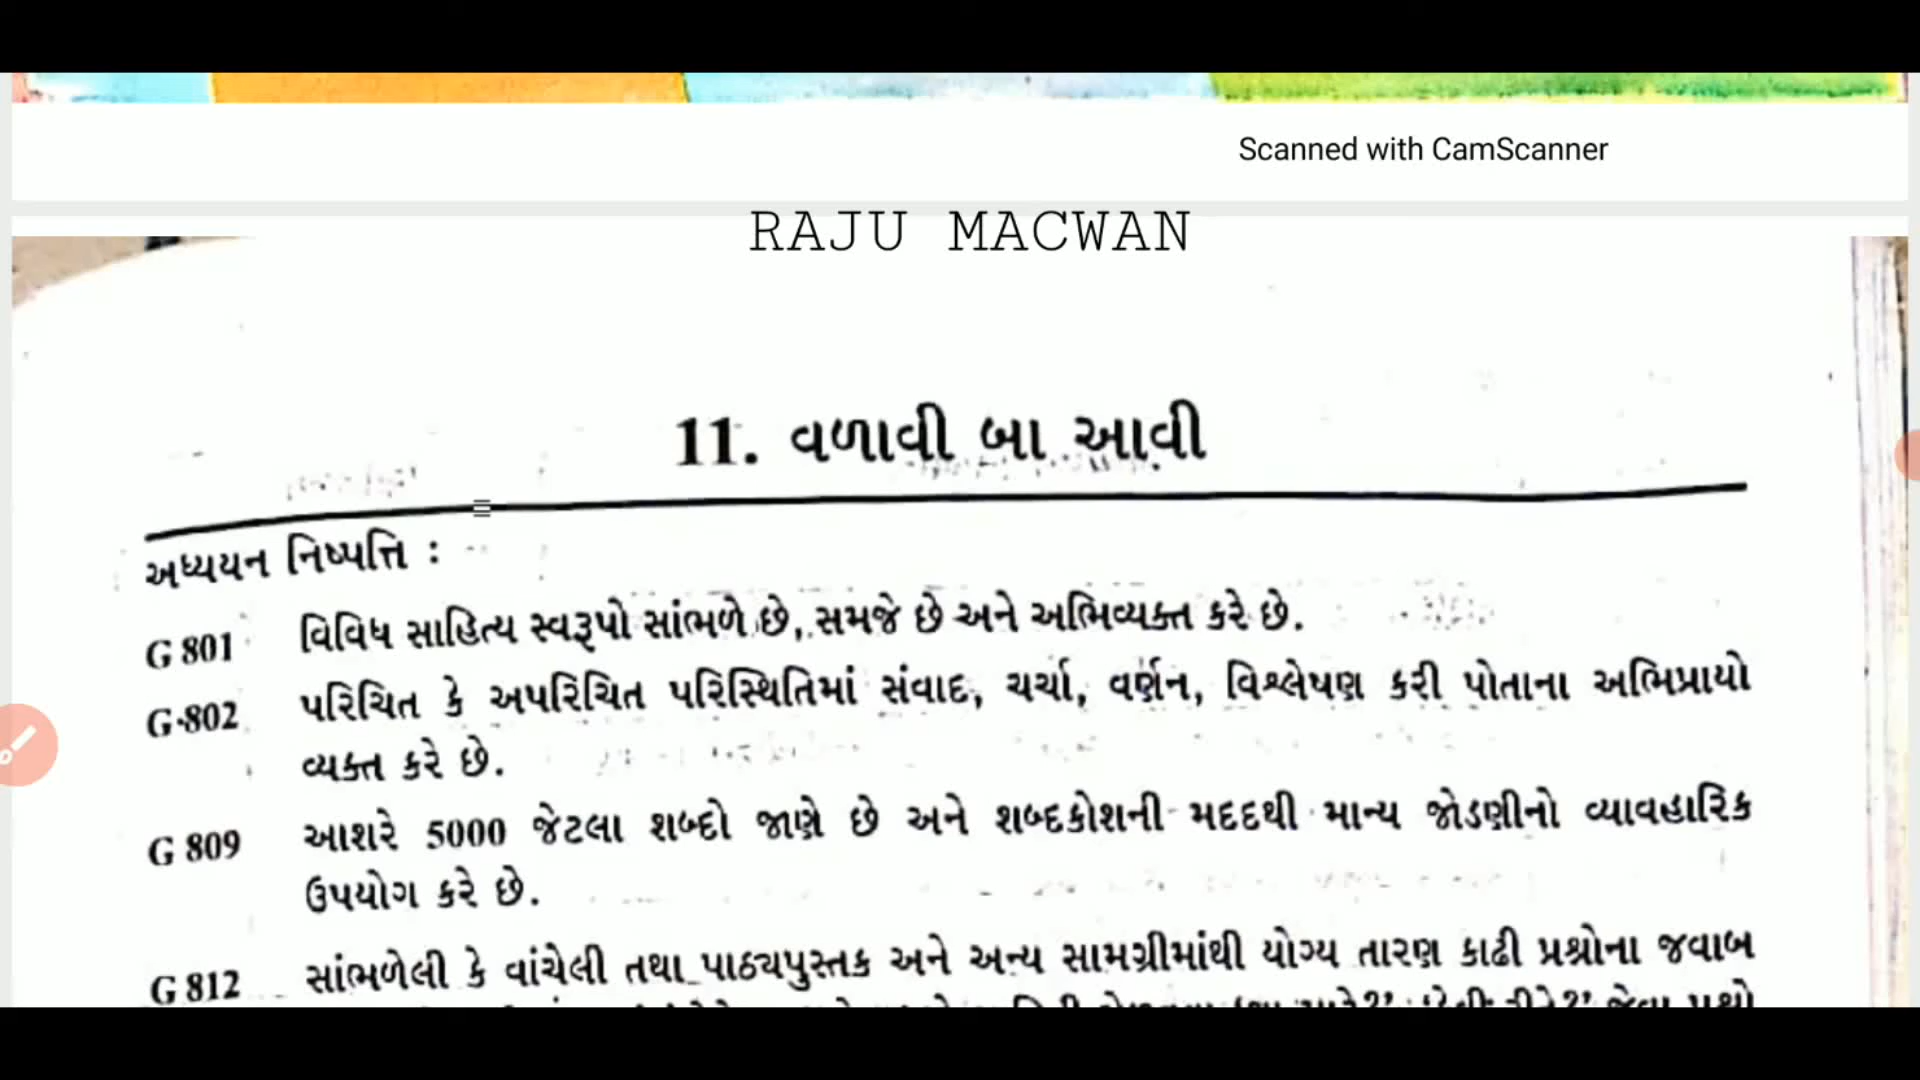 Scanned with CamScanner
RAJU MACWAN
11. વળાવી બા આવી
અધ્યયન નિષ્પત્તિ :
G 801 વિવિધ સાહિત્ય સ્વરૂપો સાંભળે છે, સમજે છે અને અભિવ્યક્ત કરે છે.
G 802 પરિચિત કે અપરિચિત પરિસ્થિતિમાં સંવાદ, ચર્ચા, વર્ણન, વિશ્લેષણ કરી પોતાના અભિપ્રાયો
વ્યક્ત કરે છે.
G 809 આશરે 5000 જેટલા શબ્દો જાણે છે અને શબ્દકોશની મદદથી માન્ય જોડણીનો વ્યાવહારિક
ઉપયોગ કરે છે.
G 812 સાંભળેલી કે વાંચેલી તથા પાઠ્યપુસ્તક અને અન્ય સામગ્રીમાંથી યોગ્ય તારણ કાઢી પ્રશ્નોના જવાબ